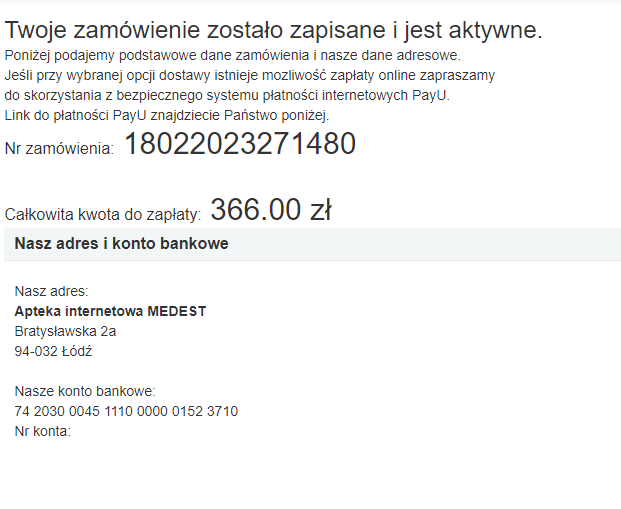 Twoje zamówienie zostało zapisane i jest aktywne.
Poniżej podajemy podstawowe dane zamówienia i nasze dane adresowe.
Jeśli przy wybranej opcji dostawy istnieje mozliwość zapłaty online zapraszamy
do skorzystania z bezpiecznego systemu płatności internetowych PayU.
Link do płatności PayU znajdziecie Państwo poniżej.
Nr zamówienia: 18022023271480
Całkowita kwota do zapłaty: 366.00 zł
Nasz adres i konto bankowe
Nasz adres:
Apteka internetowa MEDEST
Bratysławska 2a
94-032 Łódź
Nasze konto bankowe:
74 2030 0045 1110 0000 0152 3710
Nr konta: